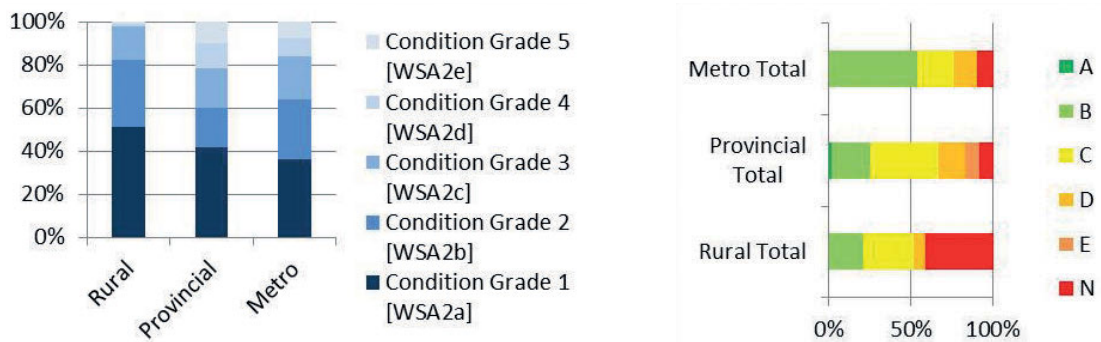 100%
80%
60%
40%
20%
0%
Rural
Provincial
Metro
Condition Grade 5
[WSA2e]
Condition Grade 4
[WSA2d]
Condition Grade 3
[WSA2c]
Condition Grade 2
[WSA2b]
Condition Grade 1
[WSA2a]
Metro Total
Provincial
Total
Rural Total
0% 50% 100%
A
B
C
D
E
N